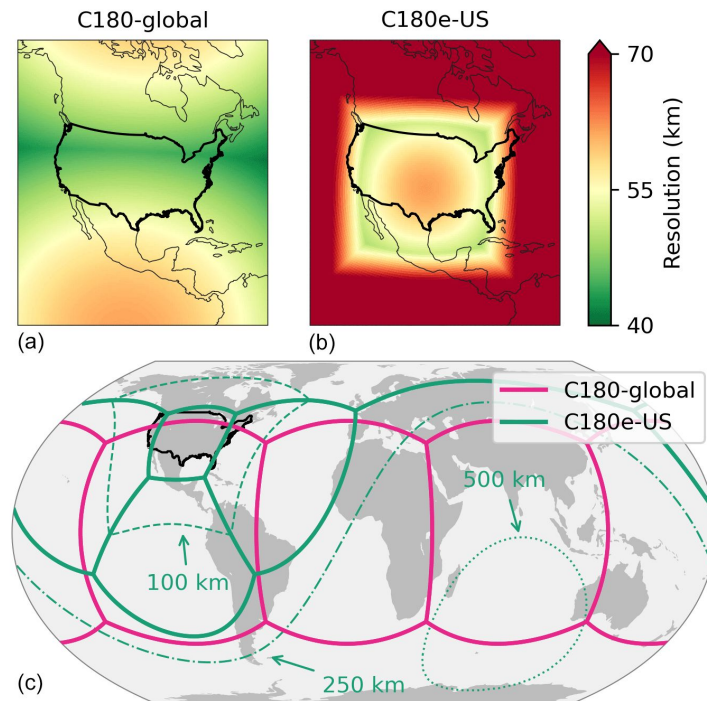 C180-global
C180e-US
70
55
40
Resolution (km)
(a)
(b)
C180-global
C180e-US
500 km
100 km
250 km
(c)